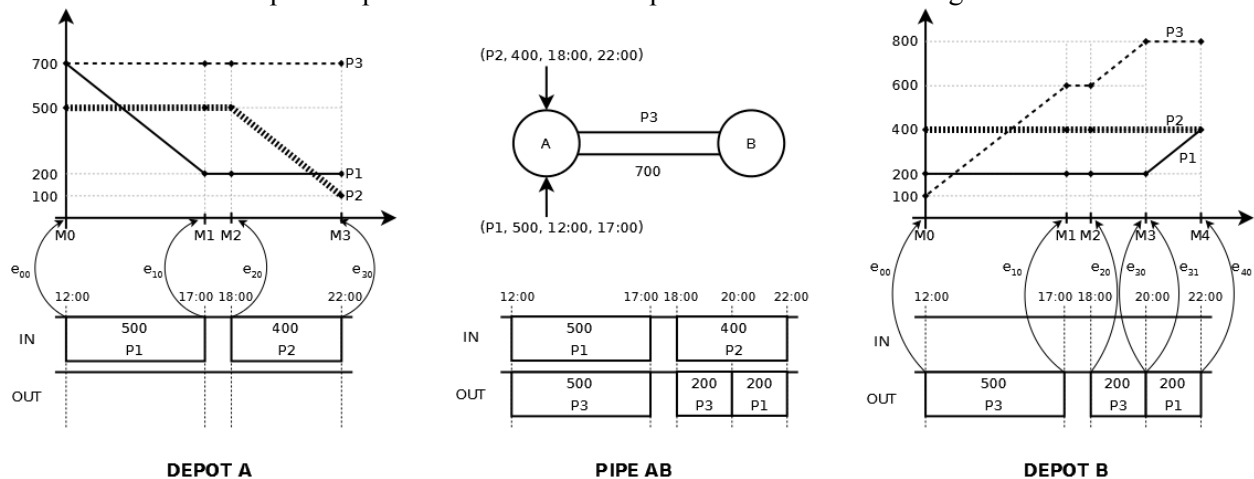 700
500
200
100
P3
P1
P2
M0
M1
M2
M3
e00
e10
e20
e30
12:00
17:00
18:00
22:00
IN
500
P1
400
P2
OUT
DEPOT A
(P2, 400, 18:00, 22:00)
A
P3
700
B
(P1, 500, 12:00, 17:00)
12:00
17:00
18:00
20:00
22:00
IN
500
P1
400
P2
OUT
500
P3
200
P3
200
P1
PIPE AB
800
600
400
200
100
P3
P2
P1
M0
M1
M2
M3
M4
e00
e10
e20
e30
e31
e40
12:00
17:00
18:00
20:00
22:00
IN
OUT
500
P3
200
P3
200
P1
DEPOT B